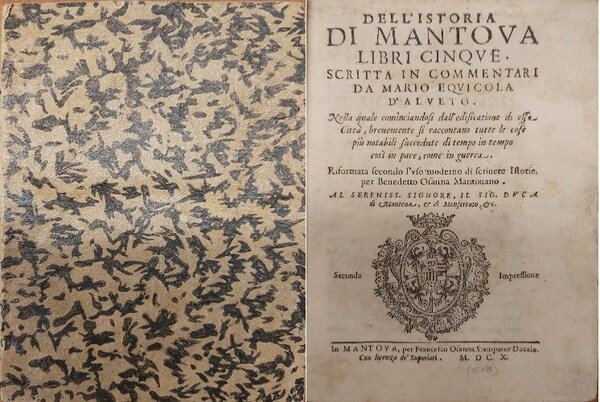 DELL'ISTORIA
DI MANTOVA
LIBRI CINQVE.
SCRITTA IN COMMENTARI
DA MARIO EQVICOLA
D'ALVETO.
Nella quale cominciandosi dall'edificatione di essa
Città, breuemente si raccontano tutte le cose
più notabili succedute di tempo in tempo
così in pace, come in guerra.
Riformata secondo l'vso moderno di scriuere Istorie,
per Benedetto Osanna Mantouano.
AL SERENISS. SIGNORE, IL SIG. DVCA
di Mantoua, & di Monferrato, &c.
Seconda Impressione
In MANTOVA, per Francesco Osanna Stampator Ducale.
Con licenza de' Superiori. M. DC X.